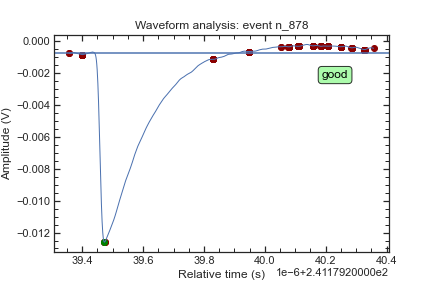 Waveform analysis: event n_878
0.000
−0.002
−0.004
−0.006
−0.008
−0.010
−0.012
Amplitude (V)
good
39.4 39.6 39.8 40.0 40.2 40.4
1e−6+2.4117920000e2
Relative time (s)